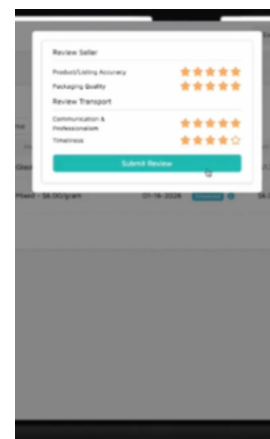 Review Seller
Product/Listing Accuracy
Packaging Quality
Review Transport
Communication &
Professionalism
Timeliness
Submit Review
Mixed - $6.00/gram 01-16-2026